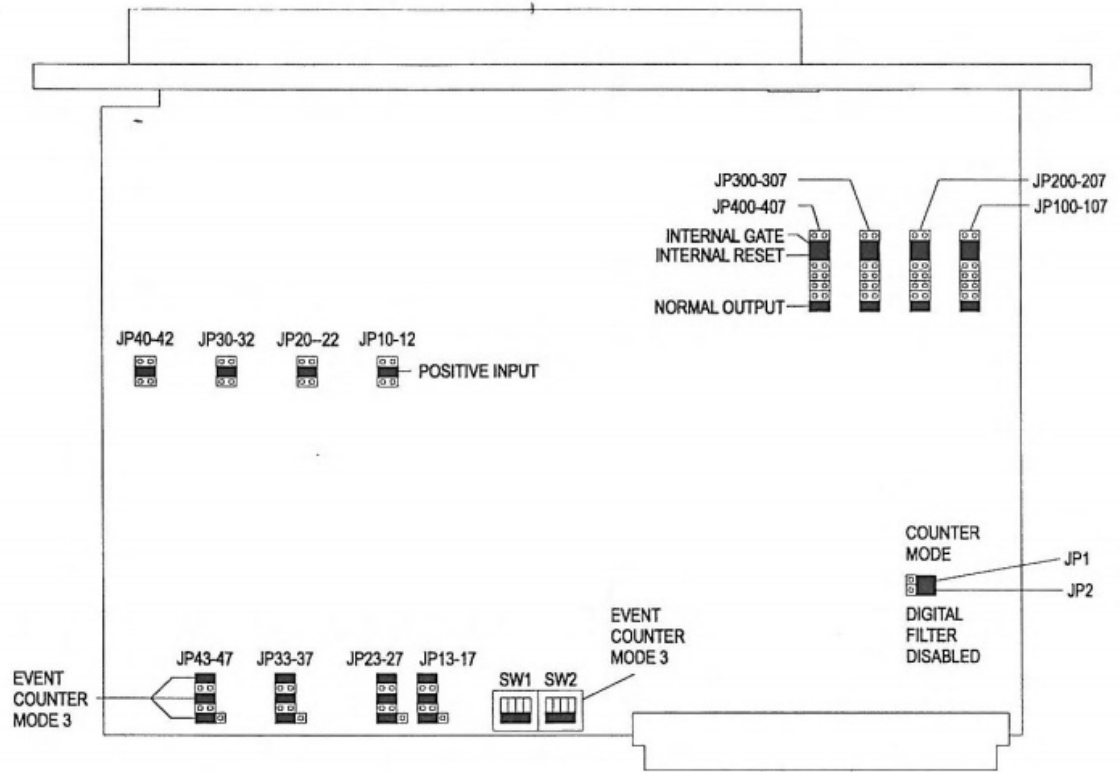 JP300-307
JP200-207
JP400-407
JP100-107
INTERNAL GATE
INTERNAL RESET
NORMAL OUTPUT
JP40-42
JP30-32
JP20--22
JP10-12
POSITIVE INPUT
COUNTER
MODE
JP1
JP2
DIGITAL
FILTER
DISABLED
EVENT
COUNTER
MODE 3
JP43-47
JP33-37
JP23-27
JP13-17
SW1
SW2
EVENT
COUNTER
MODE 3